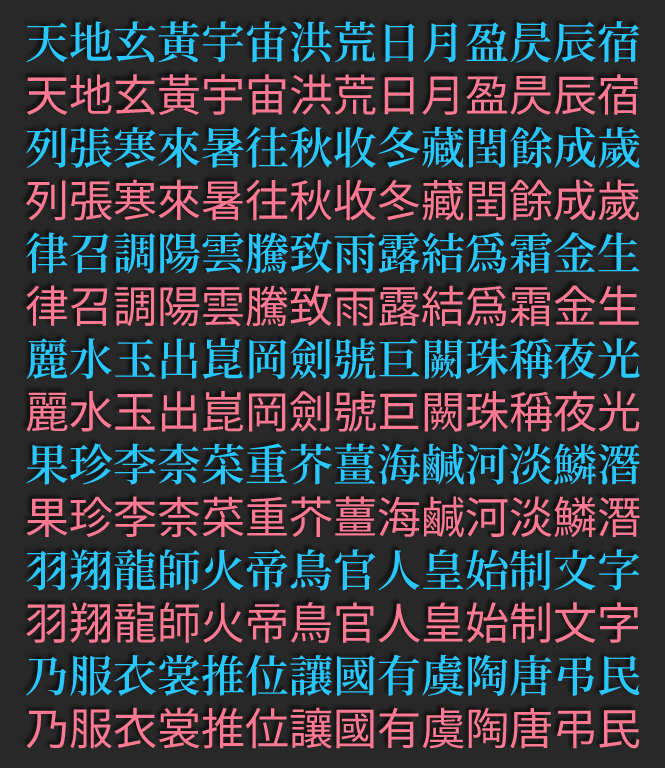 天地玄黃宇宙洪荒日月盈昃辰宿
天地玄黃宇宙洪荒日月盈昃辰宿
列張寒來暑往秋收冬藏閏餘成歲
列張寒來暑往秋收冬藏閏餘成歲
律召調陽雲騰致雨露結爲霜金生
律召調陽雲騰致雨露結爲霜金生
麗水玉出崑岡劍號巨闕珠稱夜光
麗水玉出崑岡劍號巨闕珠稱夜光
果珍李柰菜重芥薑海鹹河淡鱗潛
果珍李柰菜重芥薑海鹹河淡鱗潛
羽翔龍師火帝鳥官人皇始制文字
羽翔龍師火帝鳥官人皇始制文字
乃服衣裳推位讓國有虞陶唐弔民
乃服衣裳推位讓國有虞陶唐弔民